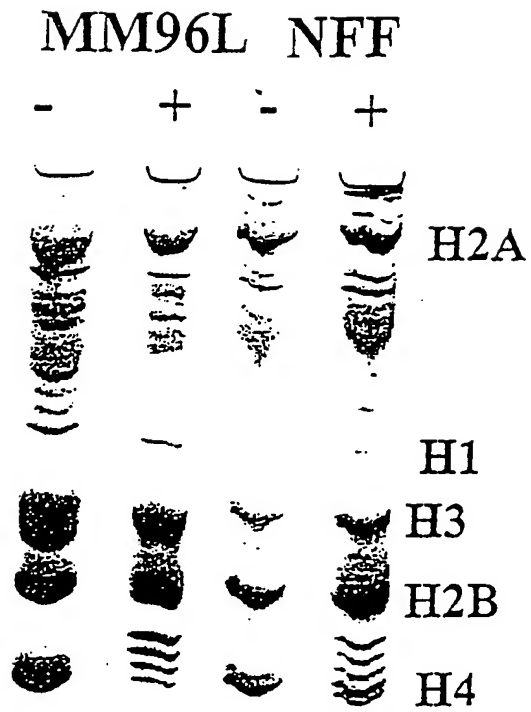 MM96L NFF
- + - +
H2A
H1
H3
H2B
H4